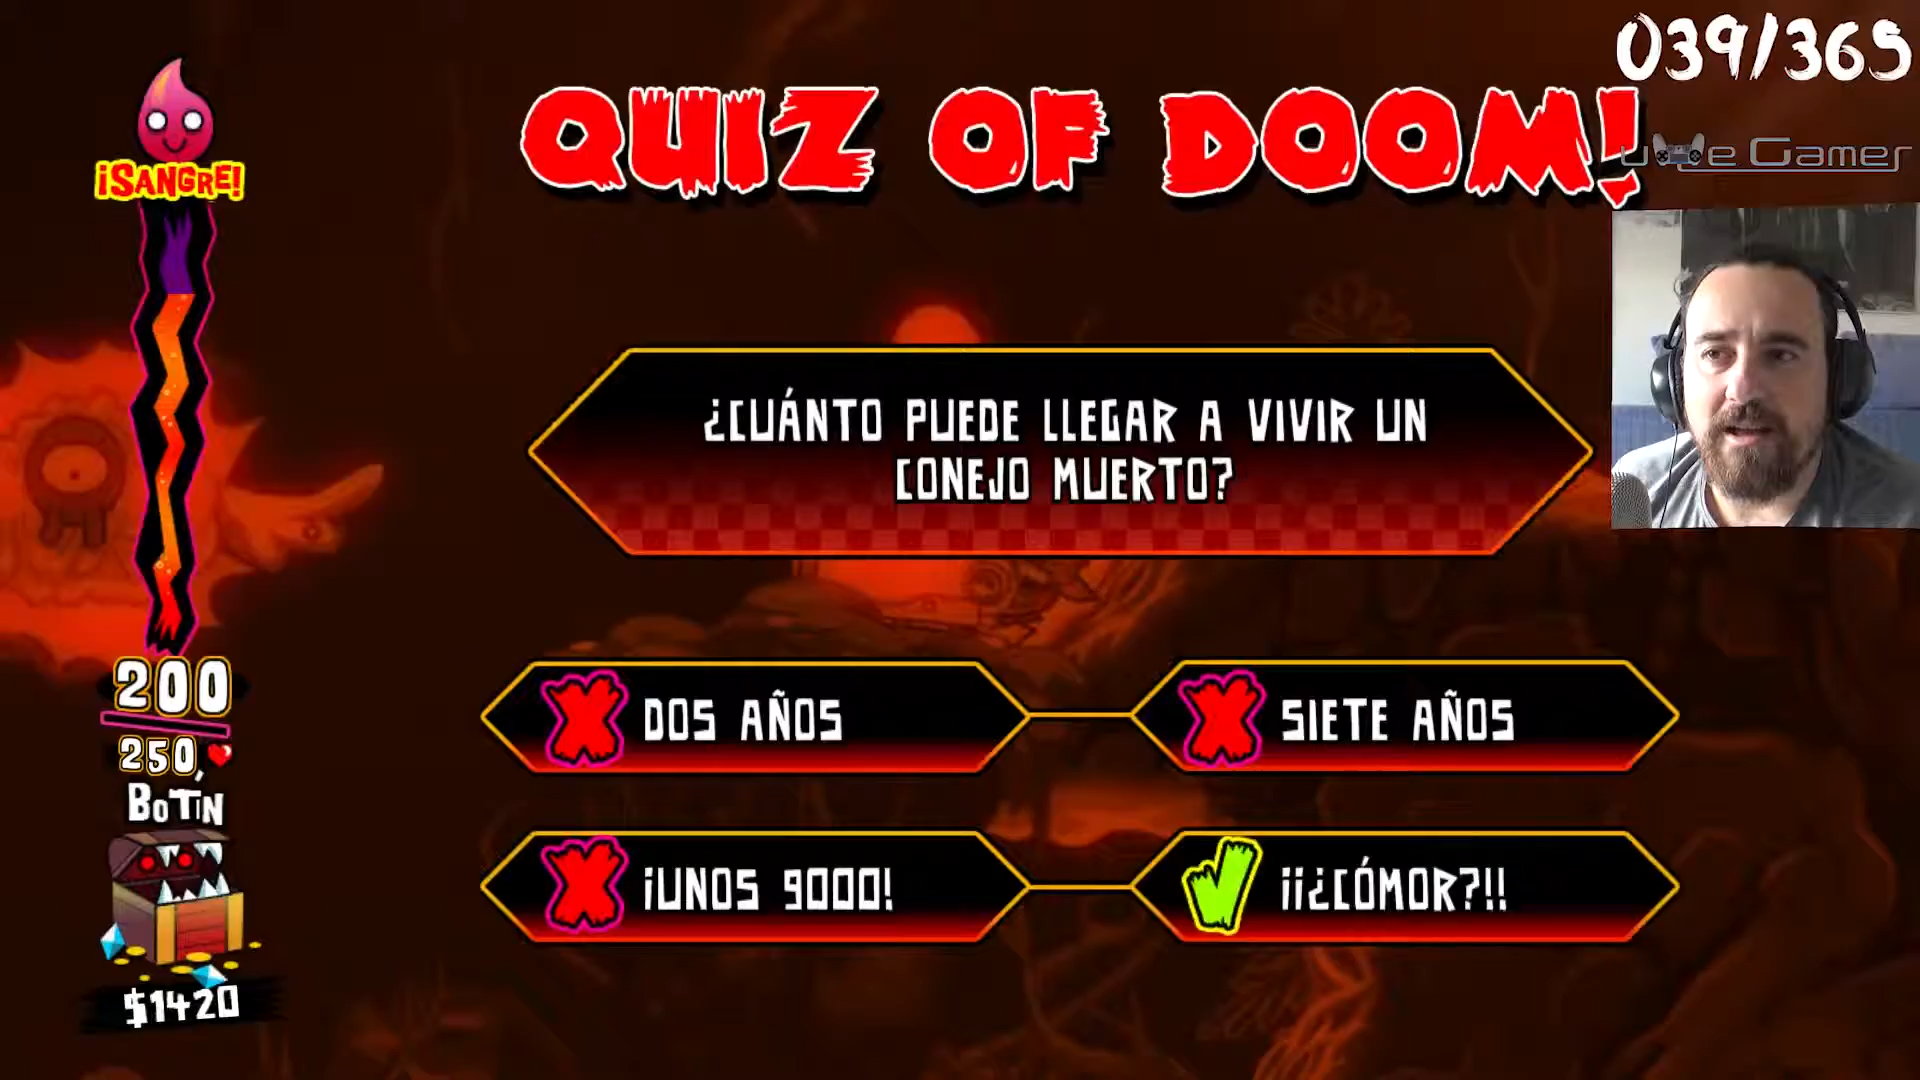 039/365
QUIZ OF DOOM!
¡SANGRE!
¿CUÁNTO PUEDE LLEGAR A VIVIR UN
CONEJO MUERTO?
DOS AÑOS
SIETE AÑOS
¡UNOS 9000!
¡¡¿CÓMOR?!!
200
250
BOTÍN
$1420